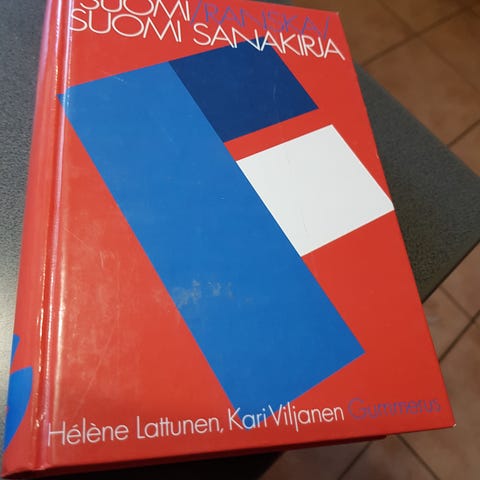 SUOMI/RANSKA/
SUOMI SANAKIRJA
Hélène Lattunen, Kari Viljanen Gummerus